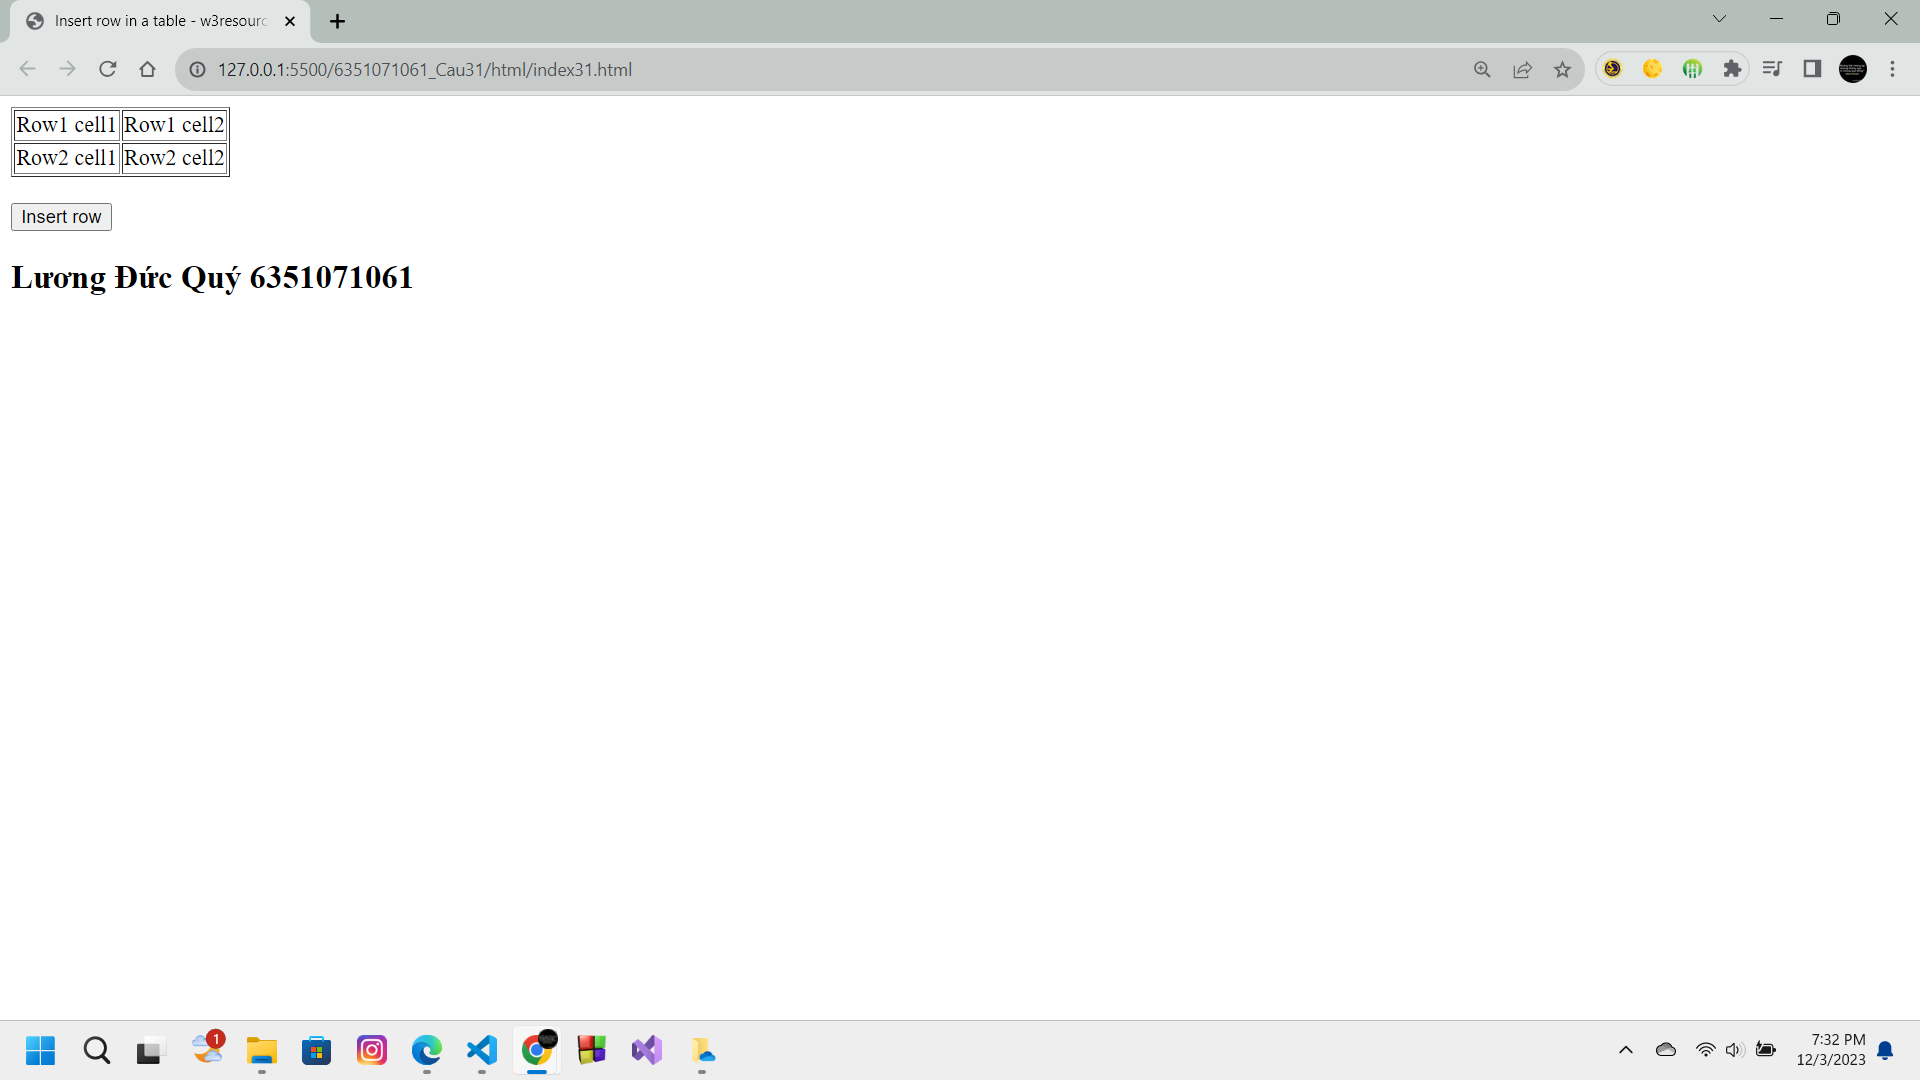 Insert row in a table - w3resourc
127.0.0.1:5500/6351071061_Cau31/html/index31.html
Row1 cell1 Row1 cell2
Row2 cell1 Row2 cell2
Insert row
Lương Đức Quý 6351071061
1
7:32 PM
12/3/2023